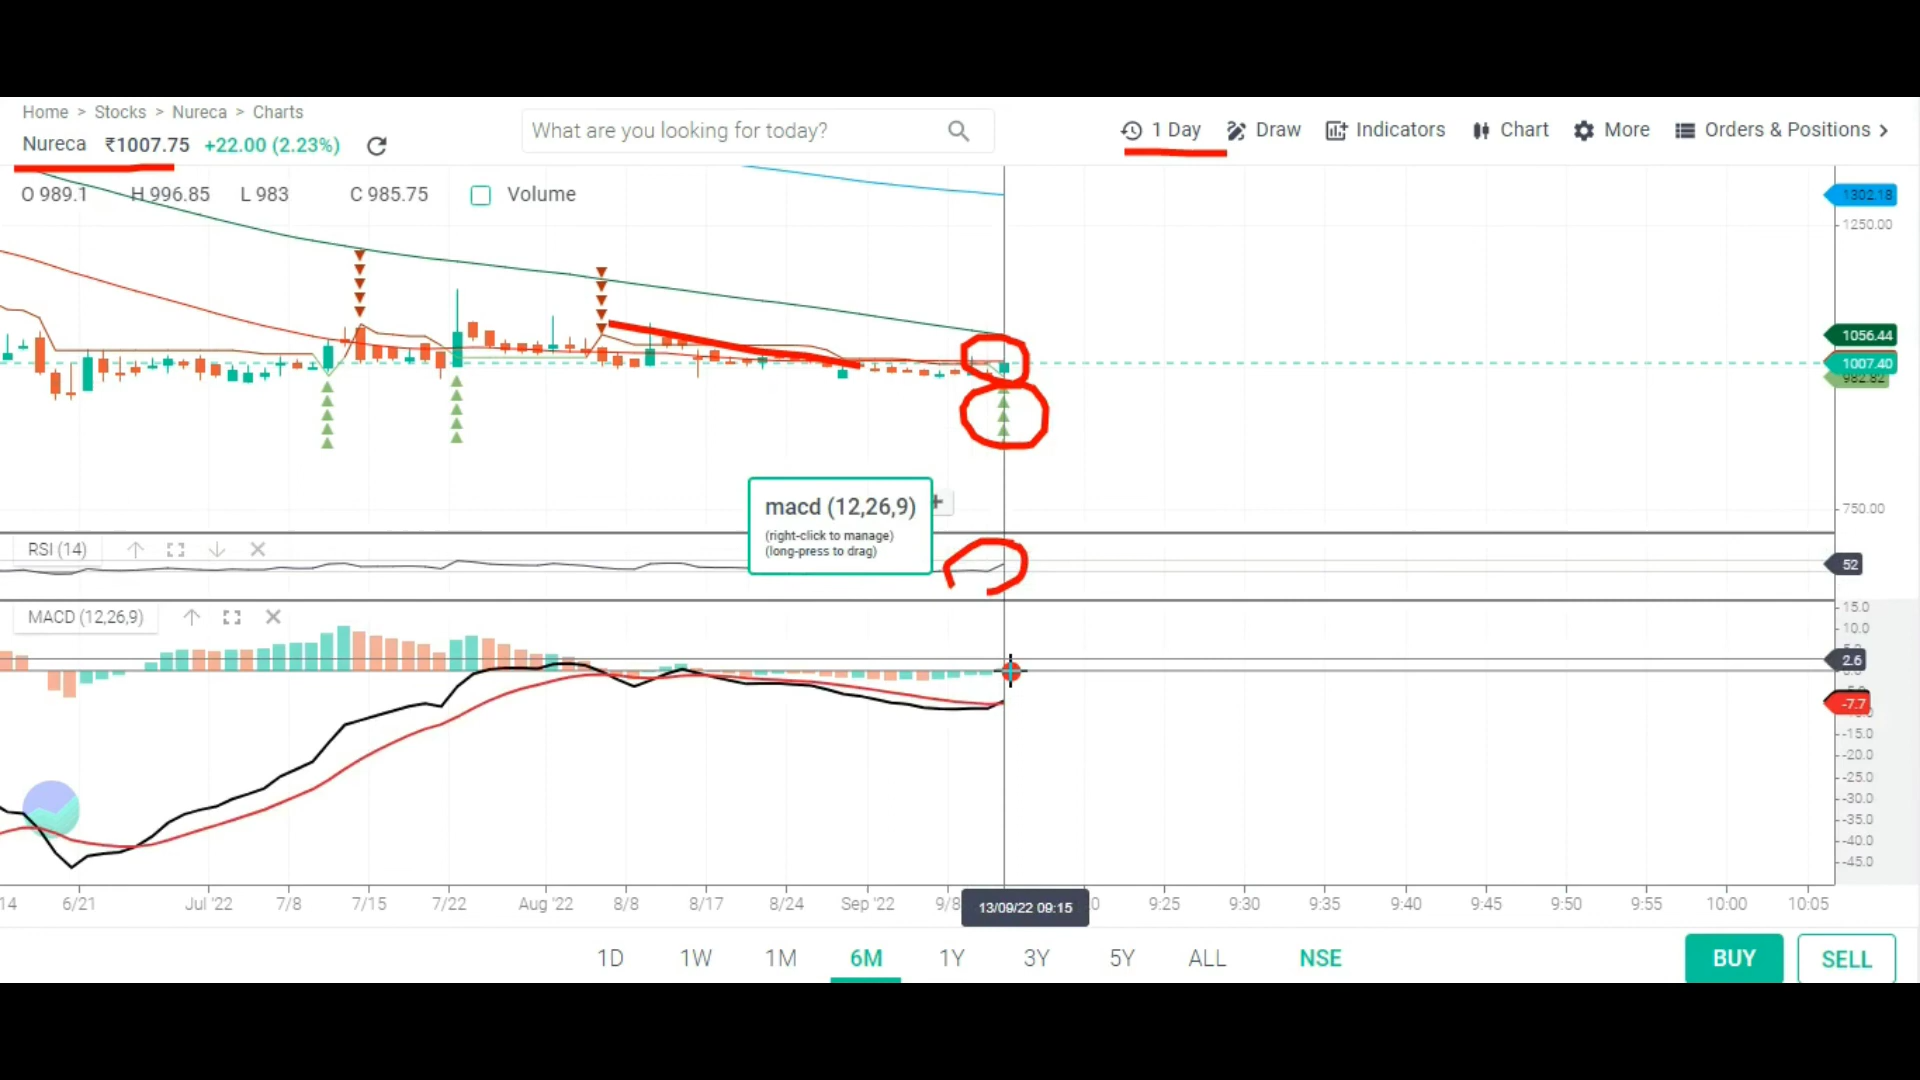 Home > Stocks > Nureca > Charts
Nureca ₹1007.75 +22.00 (2.23%)
What are you looking for today?
1 Day Draw Indicators Chart More Orders & Positions >
O 989.1 H 996.85 L 983 C 985.75 Volume
1302.18
1250.00
1056.44
1007.40
982.82
macd (12,26,9)
(right-click to manage)
(long-press to drag)
750.00
RSI (14)
52
MACD (12,26,9)
15.0
10.0
2.6
-7.7
-15.0
-20.0
-25.0
-30.0
-35.0
-40.0
-45.0
14 6/21 Jul '22 7/8 7/15 7/22 Aug '22 8/8 8/17 8/24 Sep '22 9/8 13/09/22 09:15 9:25 9:30 9:35 9:40 9:45 9:50 9:55 10:00 10:05
1D 1W 1M 6M 1Y 3Y 5Y ALL NSE BUY SELL